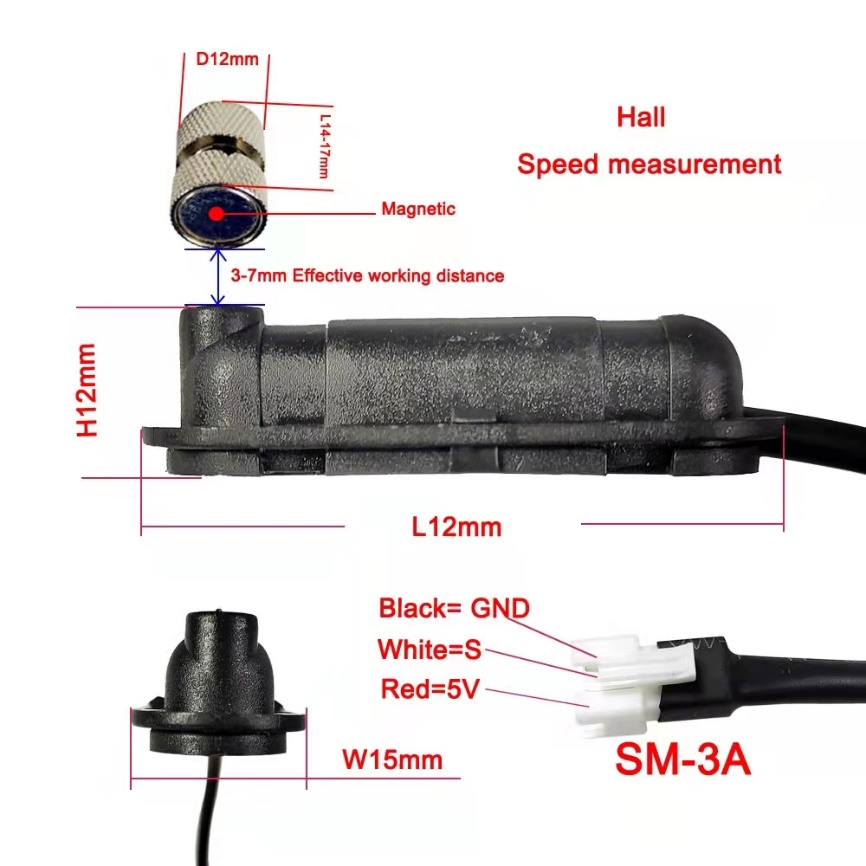 D12mm
L14-17mm
Hall
Speed measurement
Magnetic
3-7mm Effective working distance
H12mm
L12mm
Black= GND
White=S
Red=5V
SM-3A
W15mm